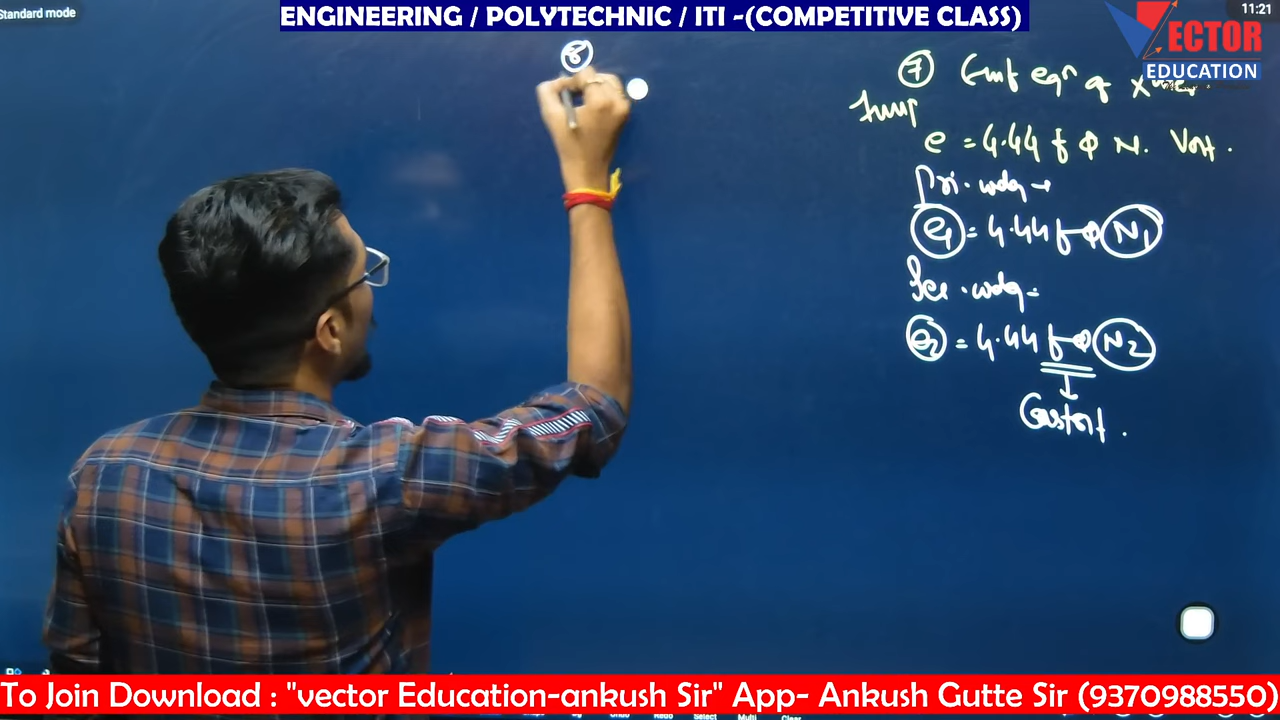 Standard mode
ENGINEERING / POLYTECHNIC / ITI -(COMPETITIVE CLASS)
11:21
VECTOR
EDUCATION
8
7 Emf eqn of
e = 4.44 f ϕ N. Volt.
Pri. wdg →
e1 = 4.44 f ϕ N1
Sec. wdg =
e2 = 4.44 f ϕ N2
To Join Download : "vector Education-ankush Sir" App- Ankush Gutte Sir (9370988550)
Select